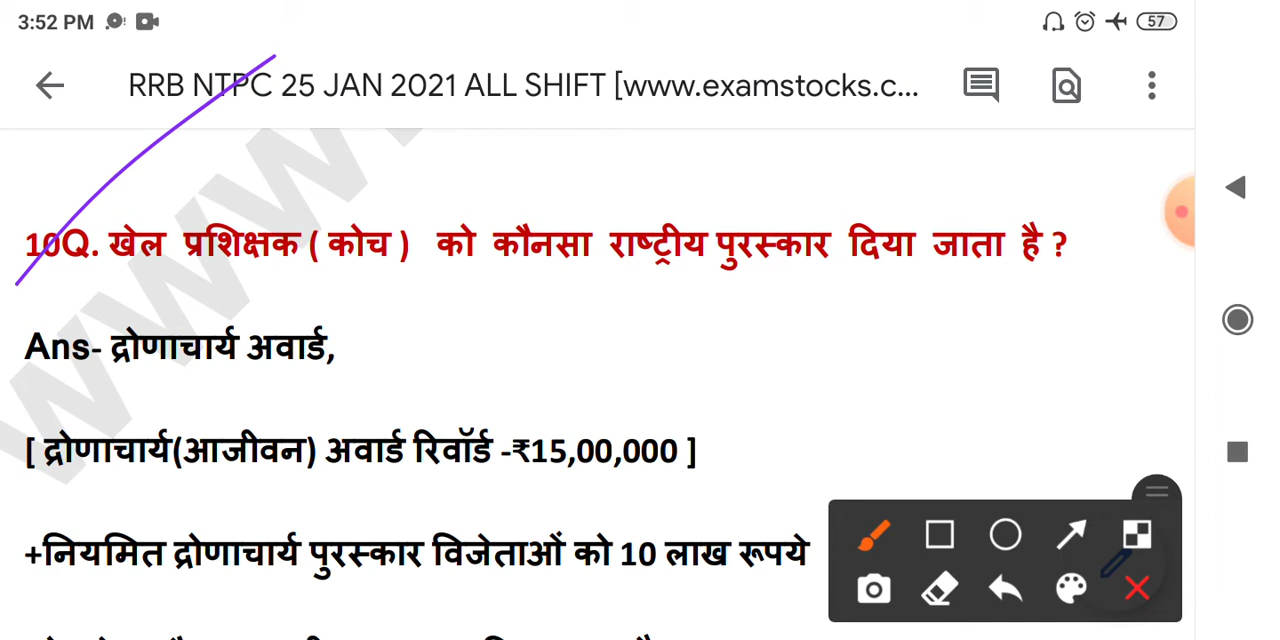 3:52 PM
57
RRB NTPC 25 JAN 2021 ALL SHIFT [www.examstocks.c...
10Q. खेल प्रशिक्षक ( कोच ) को कौनसा राष्ट्रीय पुरस्कार दिया जाता है ?
Ans- द्रोणाचार्य अवार्ड,
[ द्रोणाचार्य(आजीवन) अवार्ड रिवॉर्ड -₹15,00,000 ]
+नियमित द्रोणाचार्य पुरस्कार विजेताओं को 10 लाख रूपये